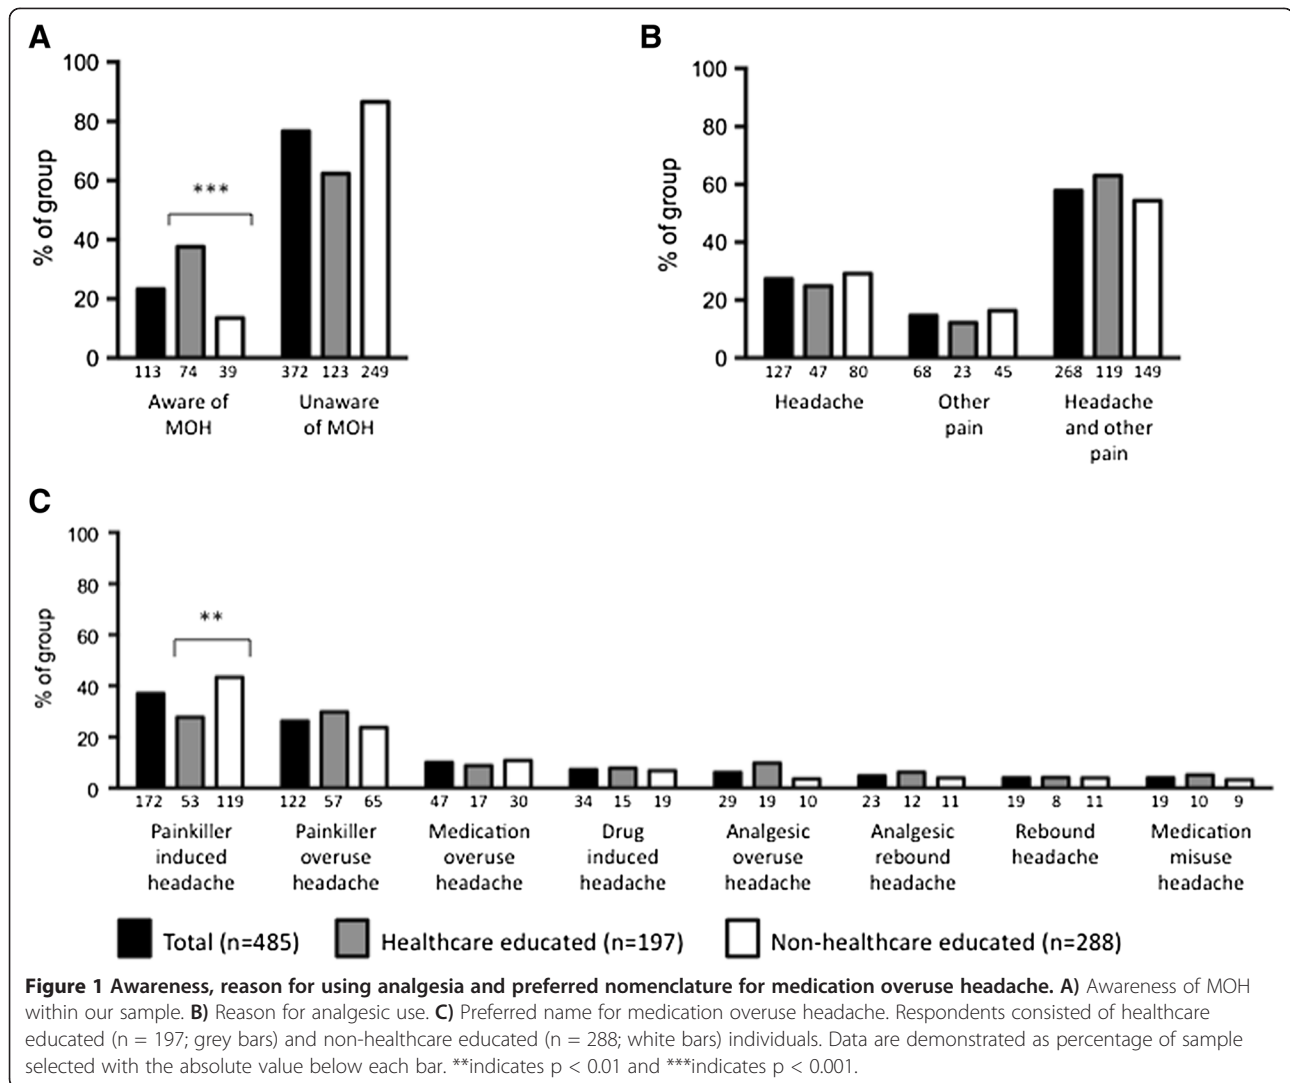 A
% of group
100
80
60
40
20
0
***
113 74 39 372 123 249
Aware of MOH
Unaware of MOH
B
% of group
100
80
60
40
20
0
127 47 80 68 23 45 268 119 149
Headache
Other pain
Headache and other pain
C
% of group
100
80
60
40
20
0
**
172 53 119 122 57 65 47 17 30 34 15 19 29 19 10 23 12 11 19 8 11 19 10 9
Painkiller induced headache
Painkiller overuse headache
Medication overuse headache
Drug induced headache
Analgesic overuse headache
Analgesic rebound headache
Rebound headache
Medication misuse headache
Total (n=485) Healthcare educated (n=197) Non-healthcare educated (n=288)
Figure 1 Awareness, reason for using analgesia and preferred nomenclature for medication overuse headache. A) Awareness of MOH
within our sample. B) Reason for analgesic use. C) Preferred name for medication overuse headache. Respondents consisted of healthcare
educated (n = 197; grey bars) and non-healthcare educated (n = 288; white bars) individuals. Data are demonstrated as percentage of sample
selected with the absolute value below each bar. **indicates p < 0.01 and ***indicates p < 0.001.